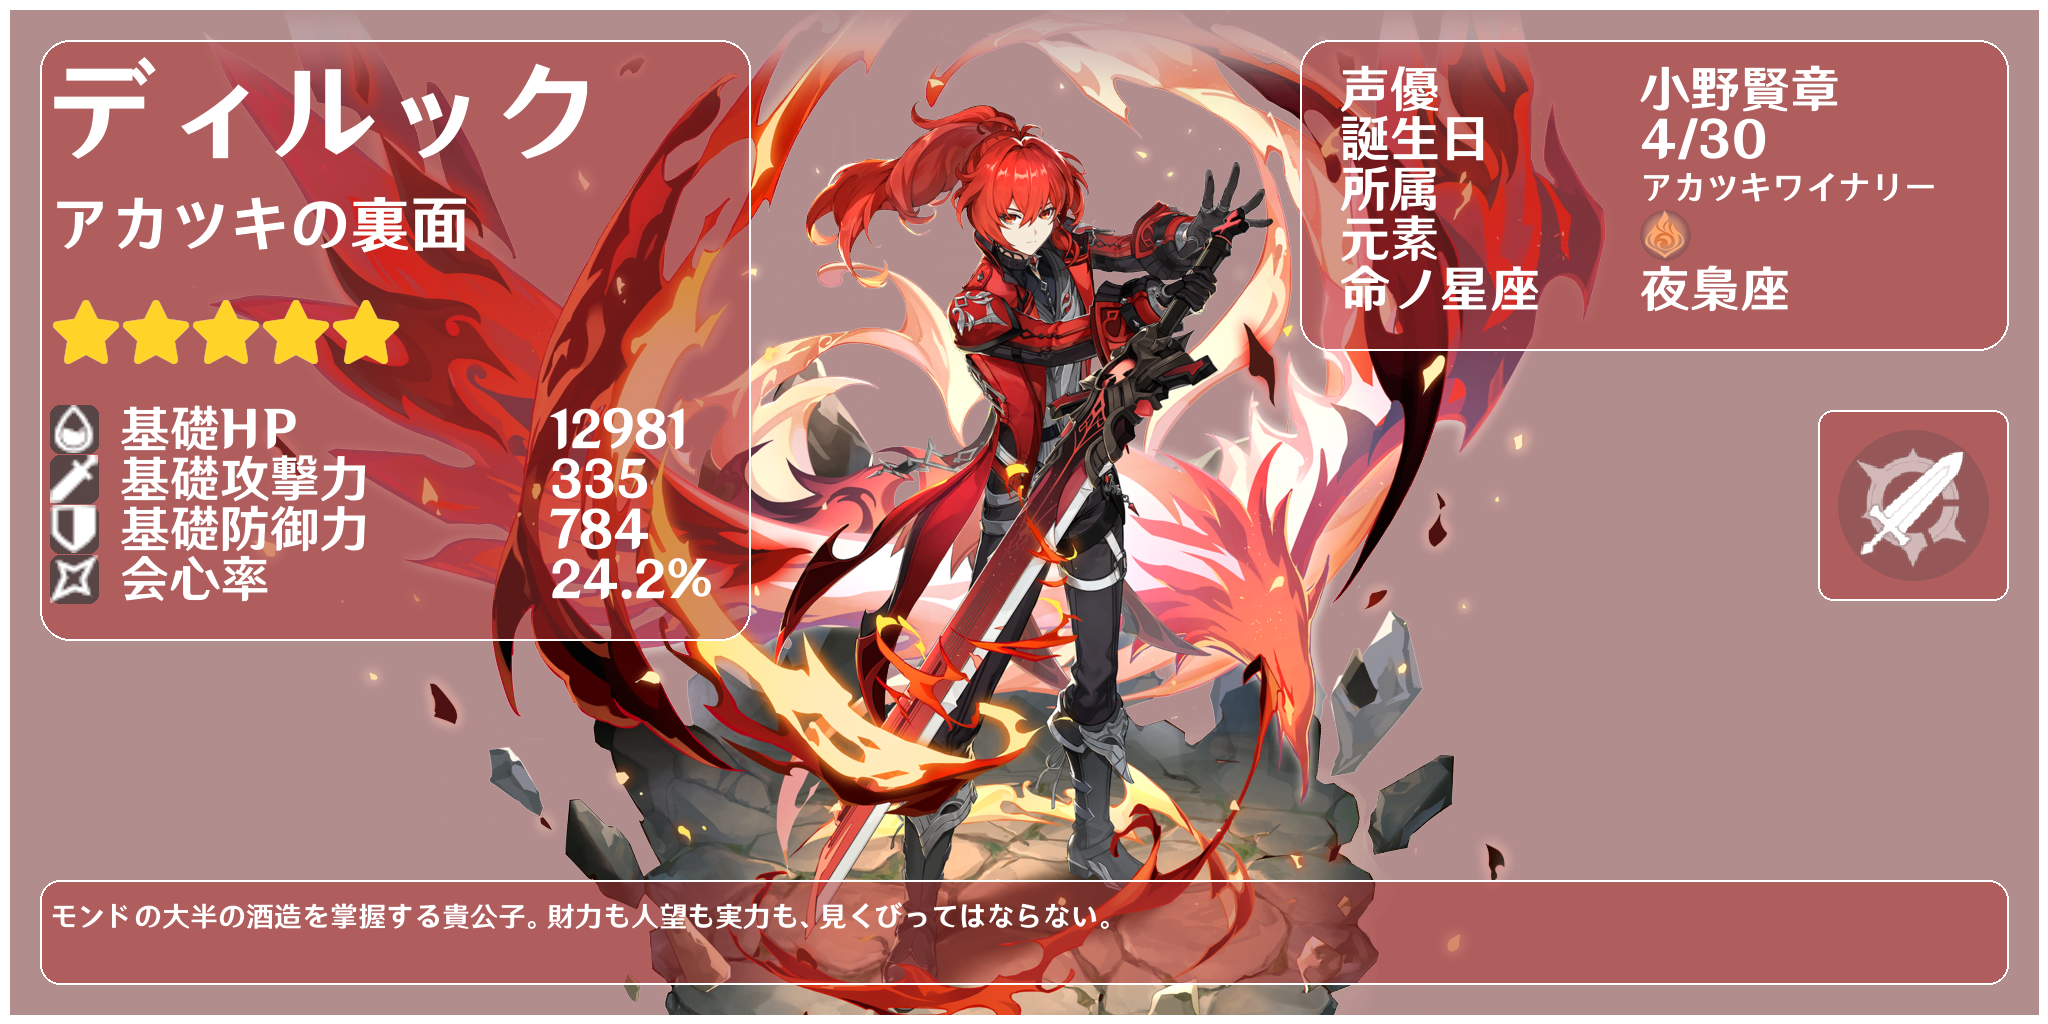 ディルック
アカツキの裏面
基礎HP 12981
基礎攻撃力 335
基礎防御力 784
会心率 24.2%
声優 小野賢章
誕生日 4/30
所属 アカツキワイナリー
元素
命ノ星座 夜梟座
モンドの大半の酒造を掌握する貴公子。財力も人望も実力も、見くびってはならない。